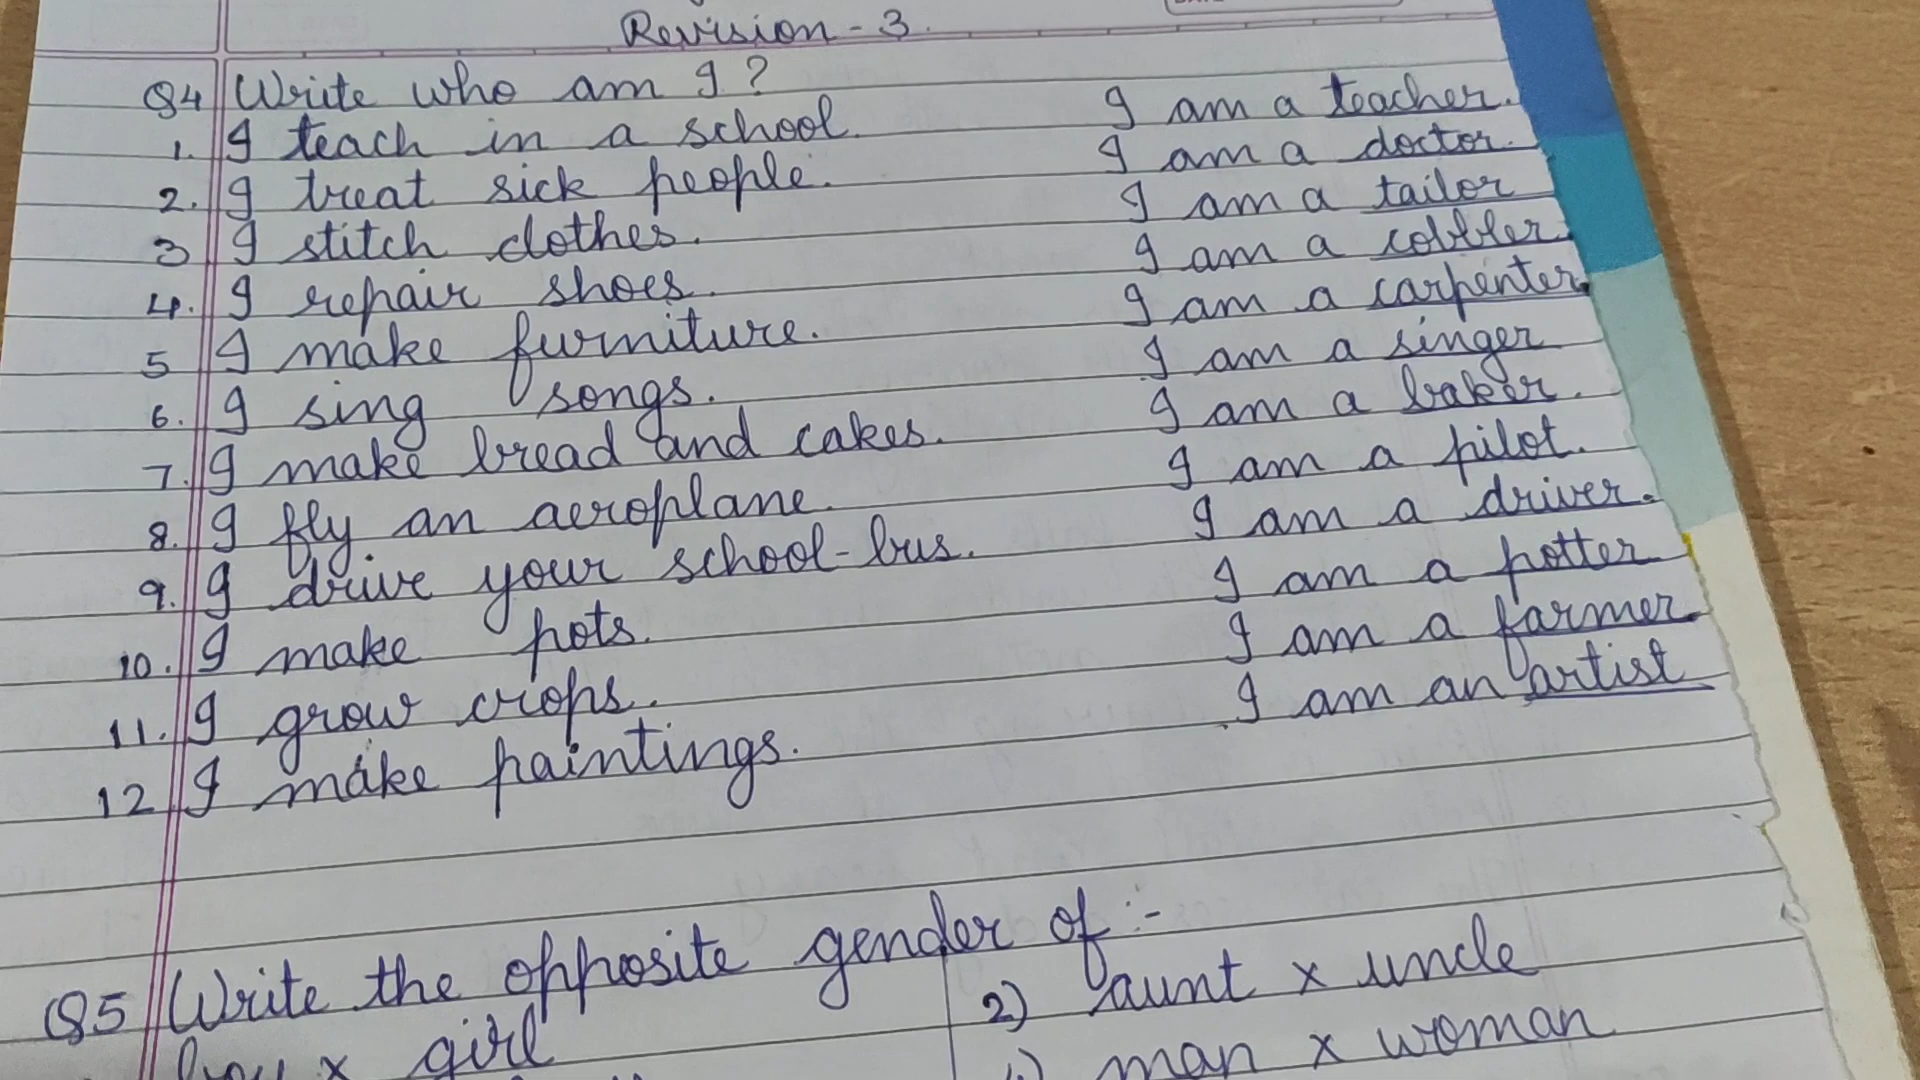 Revision - 3.
Q4 Write who am I ?
1. I teach in a school. I am a teacher.
2. I treat sick people. I am a doctor.
3 I stitch clothes. I am a tailor
4. I repair shoes. I am a cobbler.
5 I make furniture. I am a carpenter.
6. I sing songs. I am a singer
7. I make bread and cakes. I am a baker.
8. I fly an aeroplane. I am a pilot.
9. I drive your school-bus. I am a driver.
10. I make pots. I am a potter
11. I grow crops. I am a farmer.
12 I make paintings. I am an artist
Q5 Write the opposite gender of :-
boy x girl 2) aunt x uncle
man x woman